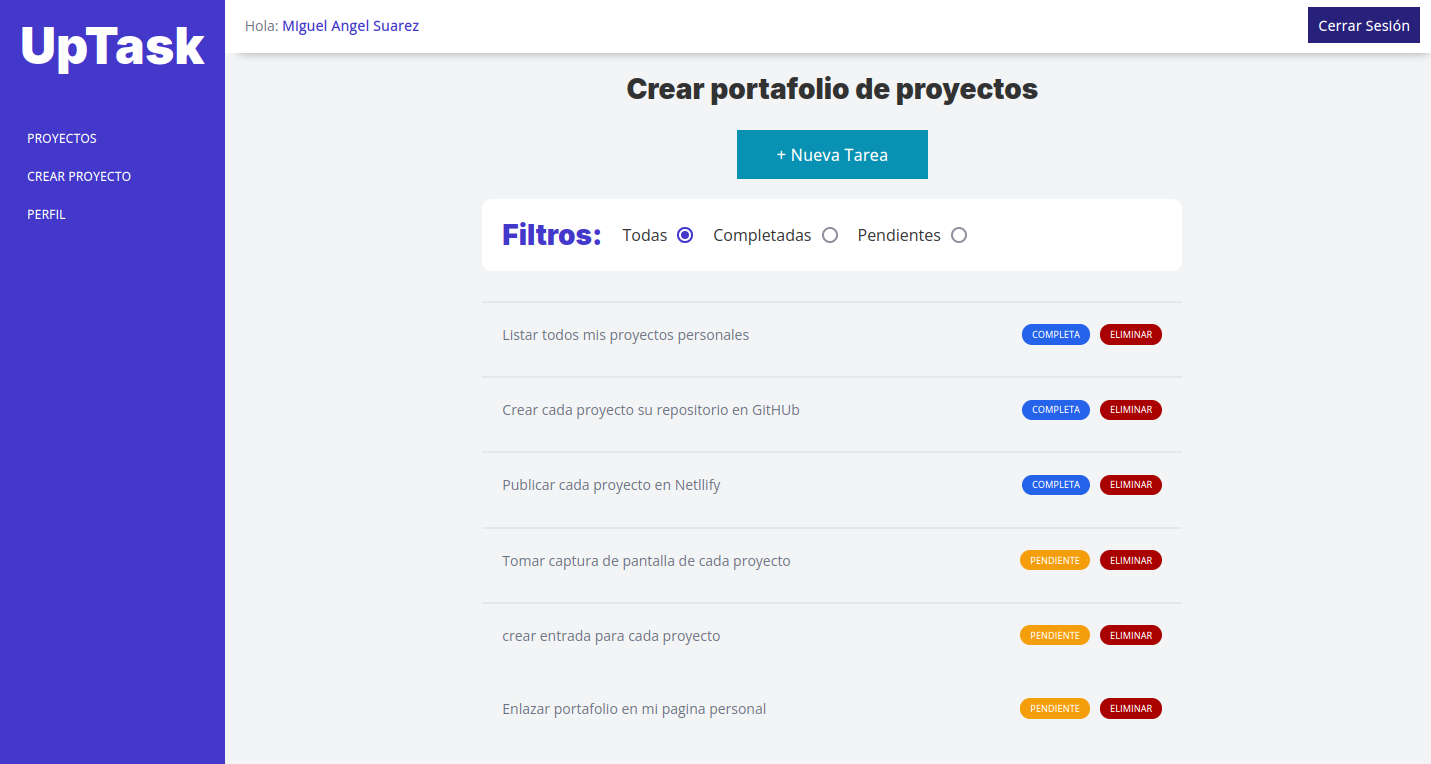 UpTask
Hola: Miguel Angel Suarez
Cerrar Sesión
PROYECTOS
CREAR PROYECTO
PERFIL
Crear portafolio de proyectos
+ Nueva Tarea
Filtros: Todas Completadas Pendientes
Listar todos mis proyectos personales COMPLETA ELIMINAR
Crear cada proyecto su repositorio en GitHUb COMPLETA ELIMINAR
Publicar cada proyecto en Netllify COMPLETA ELIMINAR
Tomar captura de pantalla de cada proyecto PENDIENTE ELIMINAR
crear entrada para cada proyecto PENDIENTE ELIMINAR
Enlazar portafolio en mi pagina personal PENDIENTE ELIMINAR